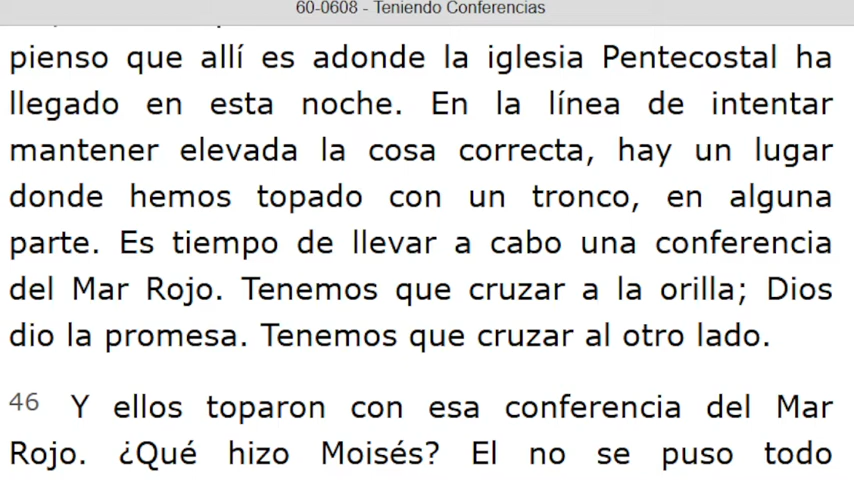 60-0608 - Teniendo Conferencias
pienso que allí es adonde la iglesia Pentecostal ha
llegado en esta noche. En la línea de intentar
mantener elevada la cosa correcta, hay un lugar
donde hemos topado con un tronco, en alguna
parte. Es tiempo de llevar a cabo una conferencia
del Mar Rojo. Tenemos que cruzar a la orilla; Dios
dio la promesa. Tenemos que cruzar al otro lado.
46 Y ellos toparon con esa conferencia del Mar
Rojo. ¿Qué hizo Moisés? El no se puso todo